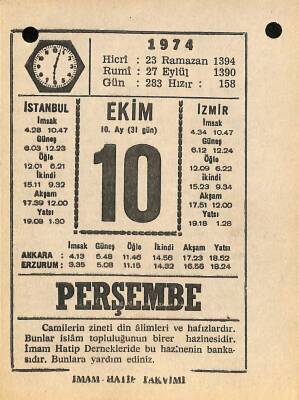 1974
Hicrî : 23 Ramazan 1394
Rumî : 27 Eylûl 1390
Gün : 283 Hızır : 158
İSTANBUL
İmsak
4.28 10.47
Güneş
6.03 12.23
Öğle
12.01 6.21
İkindi
15.11 9.32
Akşam
17.39 12.00
Yatsı
19.08 1.30
EKİM
10. Ay (31 gün)
10
İZMİR
İmsak
4.34 10.47
Güneş
6.12 12.24
Öğle
12.09 6.22
İkindi
15.23 9.34
Akşam
17.51 12.00
Yatsı
19.18 1.28
İmsak Güneş Öğle İkindi Akşam Yatsı
ANKARA : 4.13 5.48 11.46 14.56 17.23 18.52
ERZURUM : 3.35 5.08 11.15 14.32 16.56 18.24
PERŞEMBE
Camilerin zineti din âlimleri ve hafızlardır.
Bunlar islâm topluluğunun birer hazinesidir.
İmam Hatip Dernekleride bu hazînenin banka-
sıdır. Bunlara yardım ediniz.
İMAM-HATİP TAKVİMİ